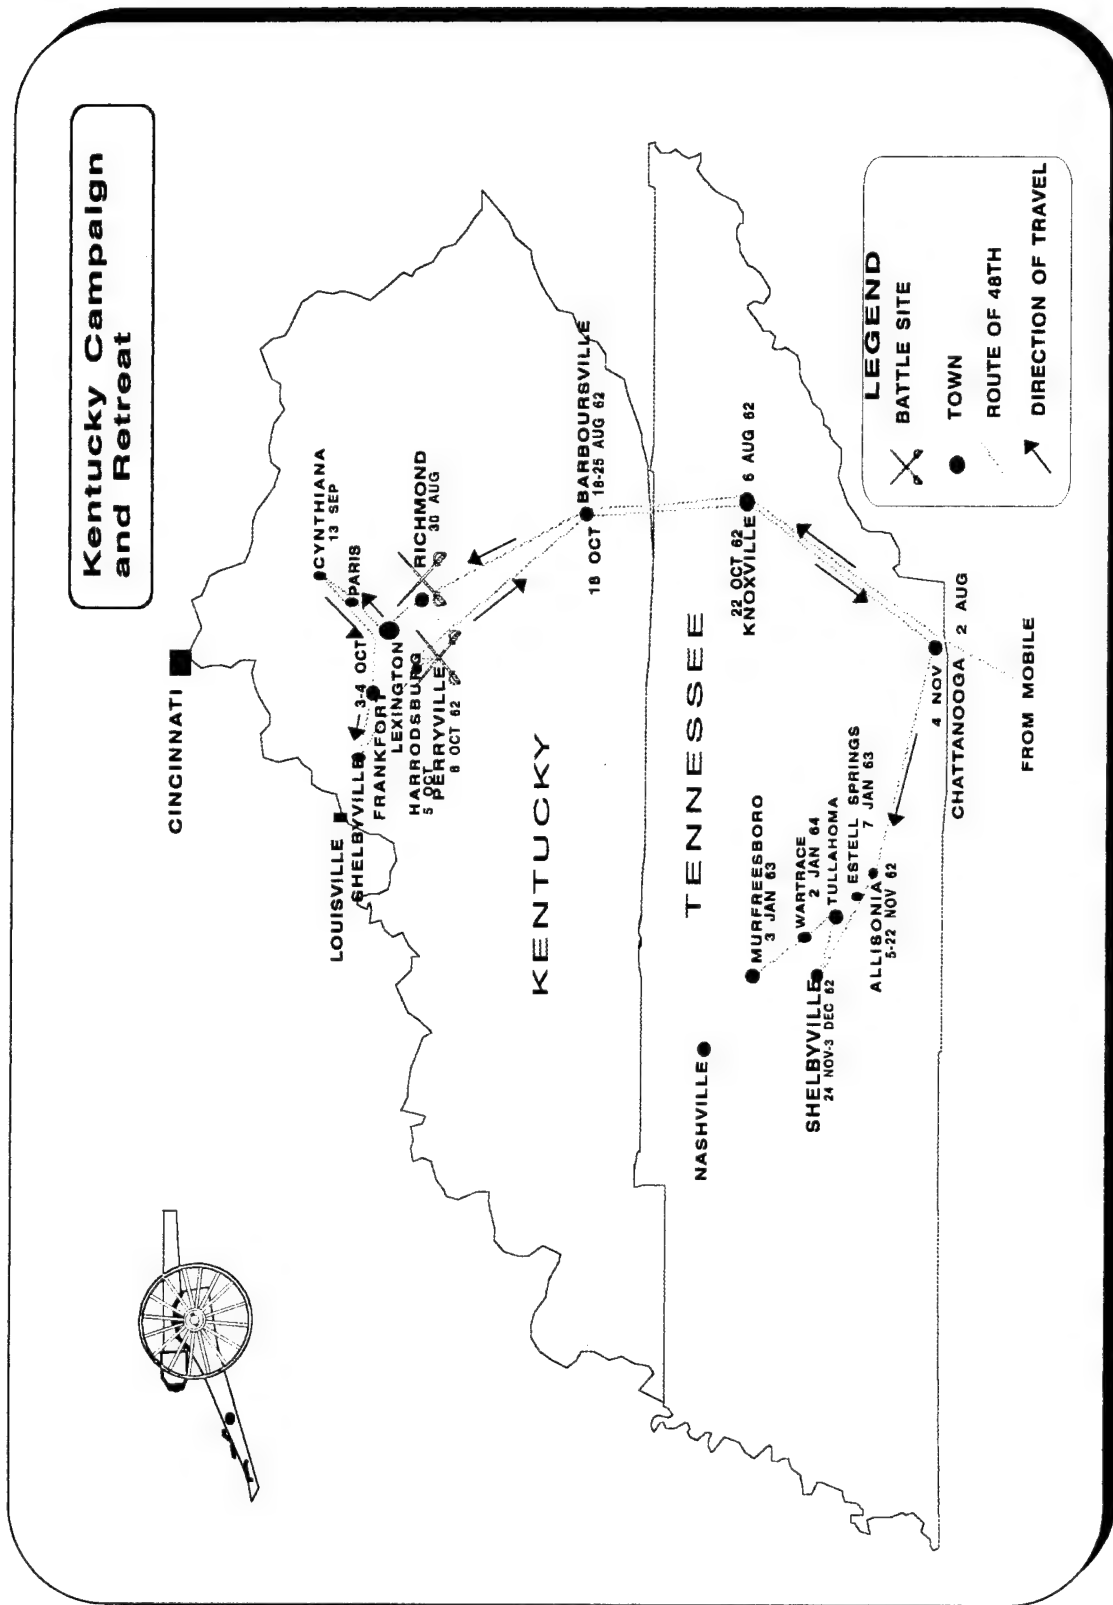 Kentucky Campaign
and Retreat
CINCINNATI
LOUISVILLE
CYNTHIANA
13 SEP
PARIS
SHELBYVILLE
3-4 OCT
FRANKFORT
LEXINGTON
RICHMOND
30 AUG
HARRODSBURG
5 OCT
PERRYVILLE
8 OCT 62
BARBOURSVILLE
18-25 AUG 62
18 OCT
KENTUCKY
TENNESSEE
6 AUG 62
22 OCT 62
KNOXVILLE
NASHVILLE
MURFREESBORO
3 JAN 63
WARTRACE
2 JAN 64
TULLAHOMA
ESTELL SPRINGS
7 JAN 63
SHELBYVILLE
24 NOV-3 DEC 62
ALLISONIA
5-22 NOV 62
4 NOV
CHATTANOOGA 2 AUG
FROM MOBILE
LEGEND
BATTLE SITE
TOWN
ROUTE OF 48TH
DIRECTION OF TRAVEL